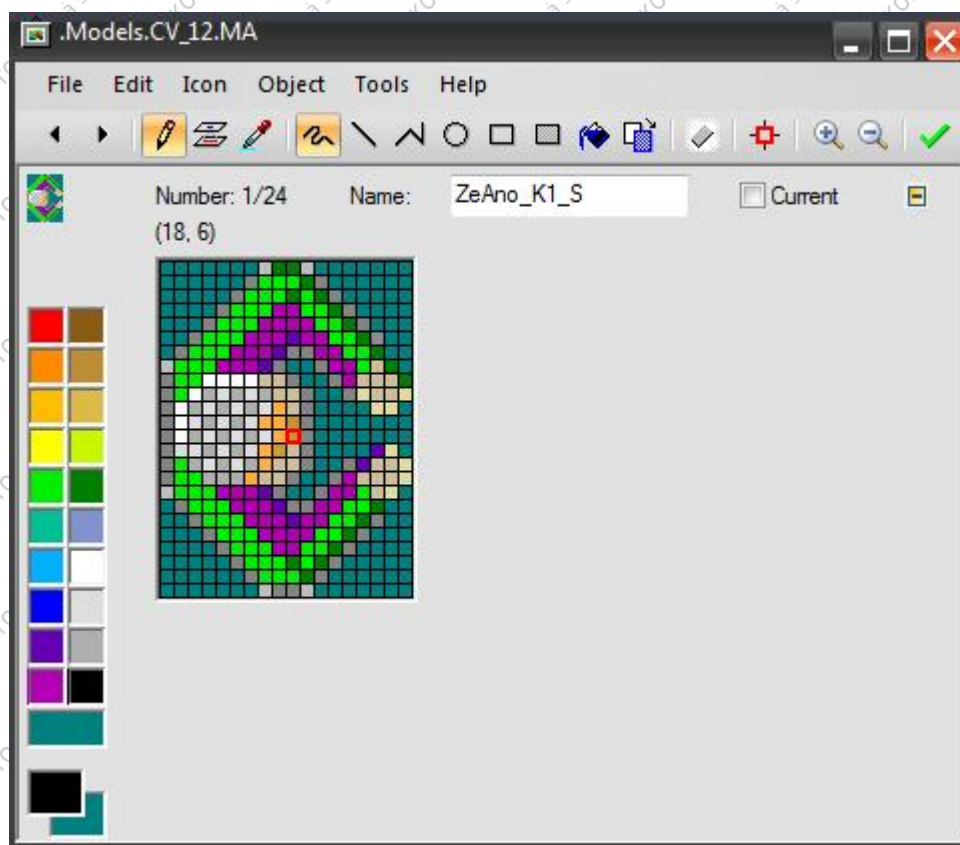 .Models.CV_12.MA
File Edit Icon Object Tools Help
Number: 1/24 Name: ZeAno_K1_S Current
(18, 6)